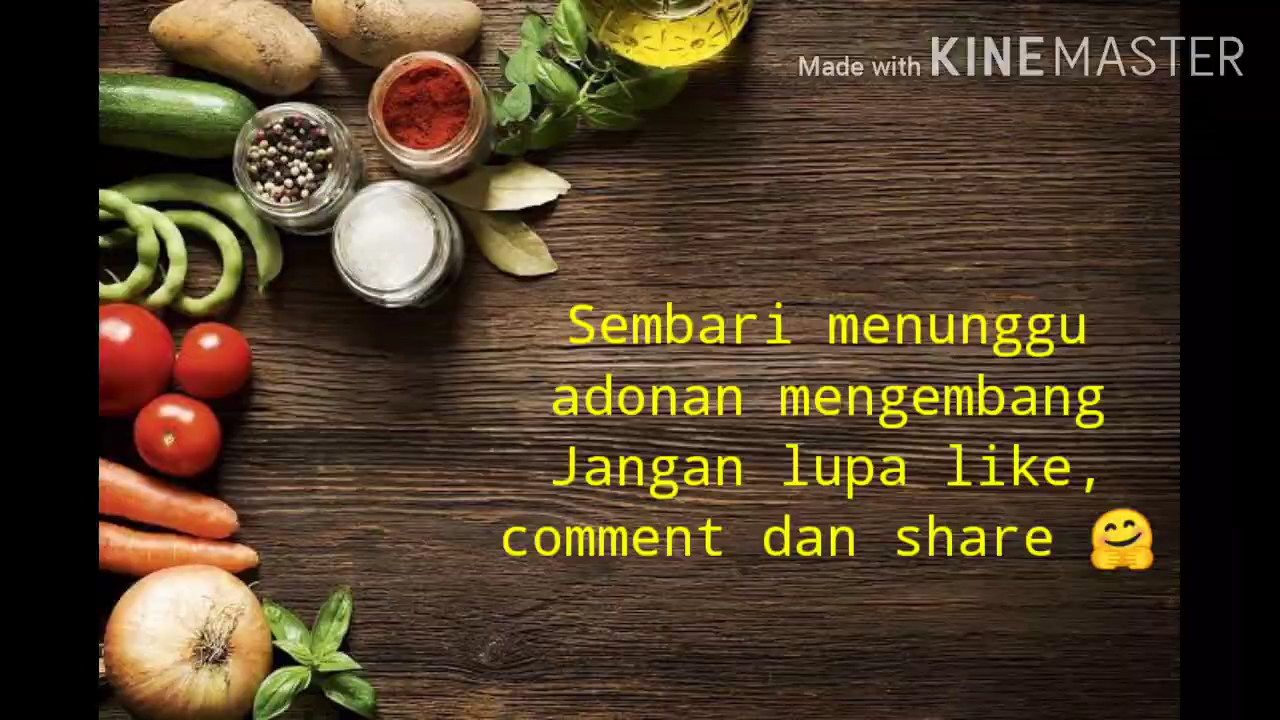 Made with KINEMASTER
Sembari menunggu
adonan mengembang
Jangan lupa like,
comment dan share 🤗